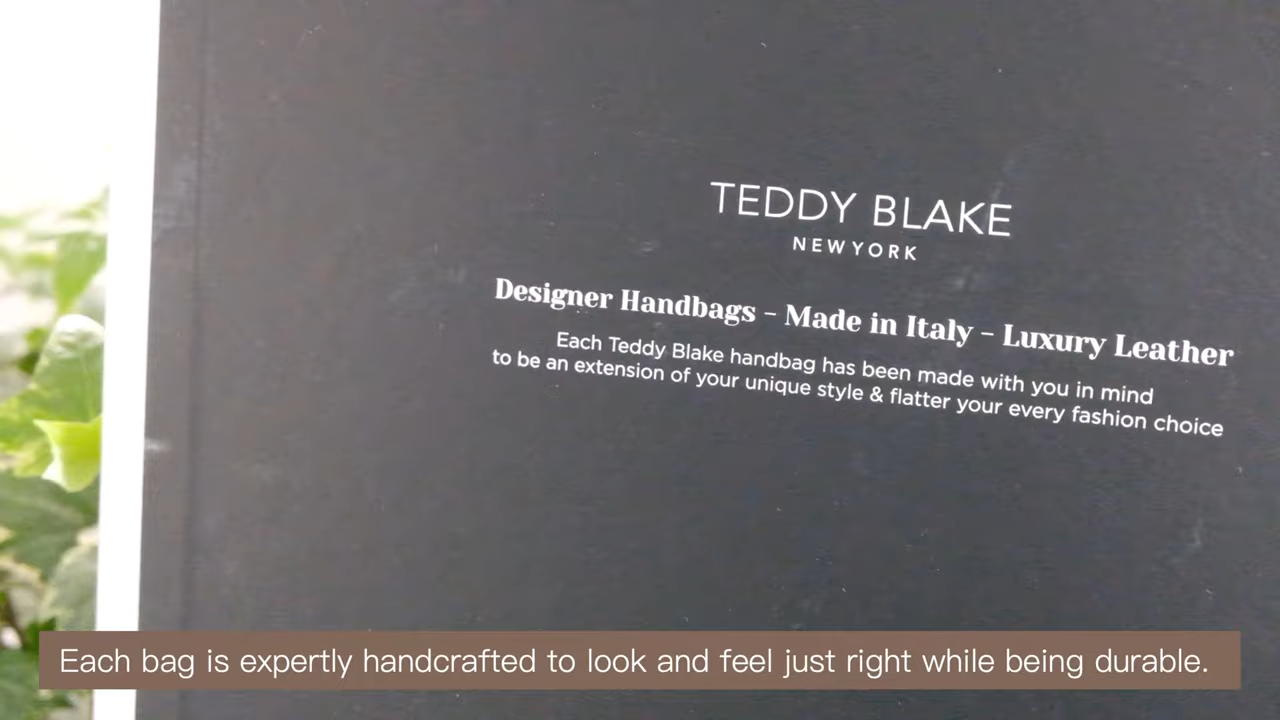 TEDDY BLAKE
NEW YORK
Designer Handbags - Made in Italy - Luxury Leather
Each Teddy Blake handbag has been made with you in mind
to be an extension of your unique style & flatter your every fashion choice
Each bag is expertly handcrafted to look and feel just right while being durable.